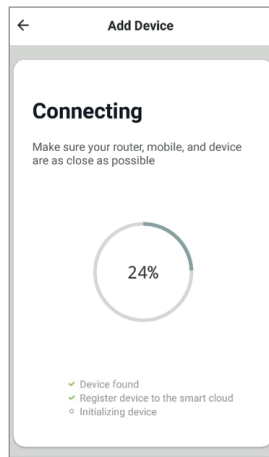 Add Device
Connecting
Make sure your router, mobile, and device
are as close as possible
24%
Device found
Register device to the smart cloud
Initializing device